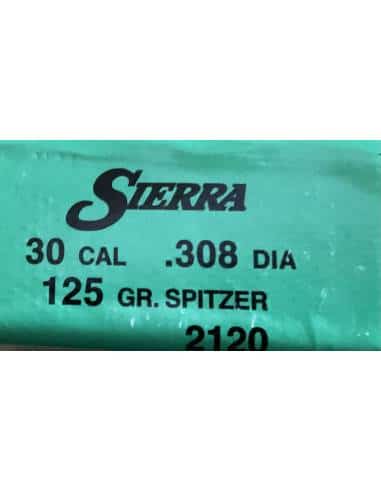 SIERRA
30 CAL .308 DIA
125 GR. SPITZER
2120